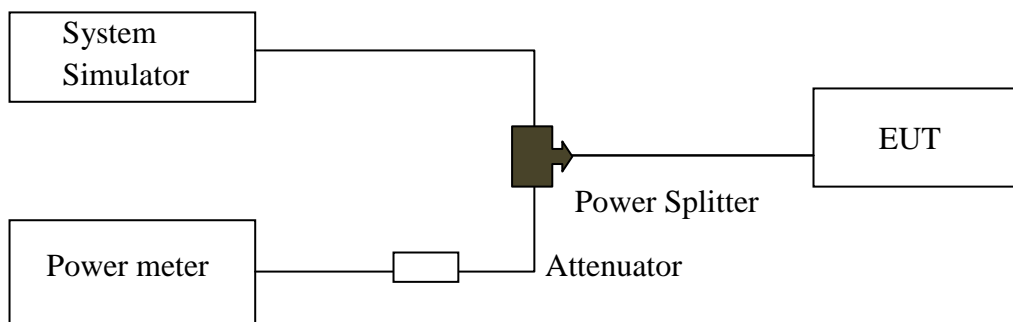 System
Simulator
EUT
Power Splitter
Power meter
Attenuator